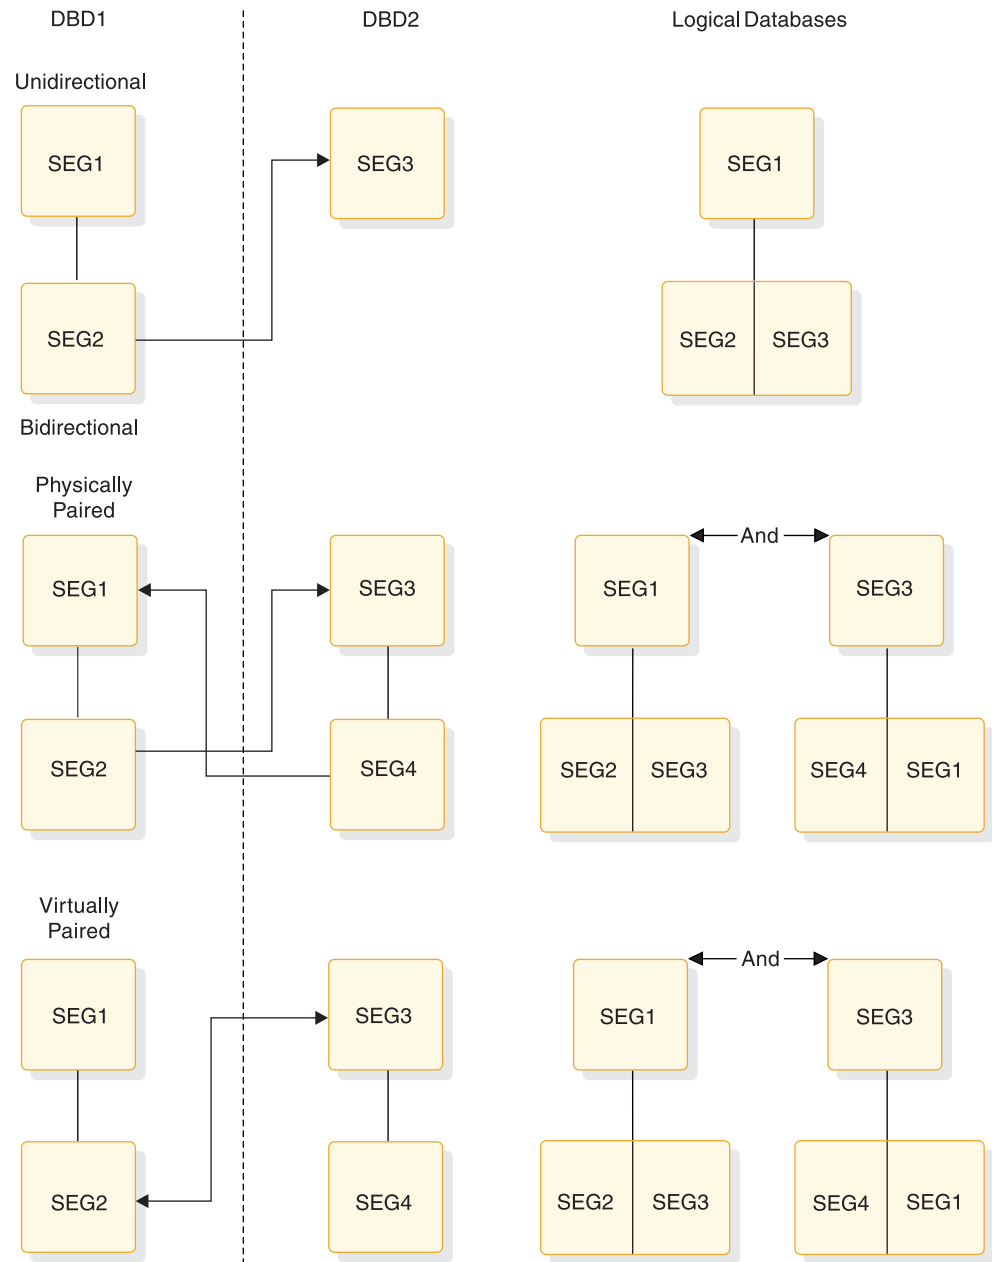 DBD1
DBD2
Logical Databases
Unidirectional
SEG1
SEG3
SEG1
SEG2
SEG2
SEG3
Bidirectional
Physically
Paired
And
SEG1
SEG3
SEG1
SEG3
SEG2
SEG4
SEG2
SEG3
SEG4
SEG1
Virtually
Paired
And
SEG1
SEG3
SEG1
SEG3
SEG2
SEG4
SEG2
SEG3
SEG4
SEG1